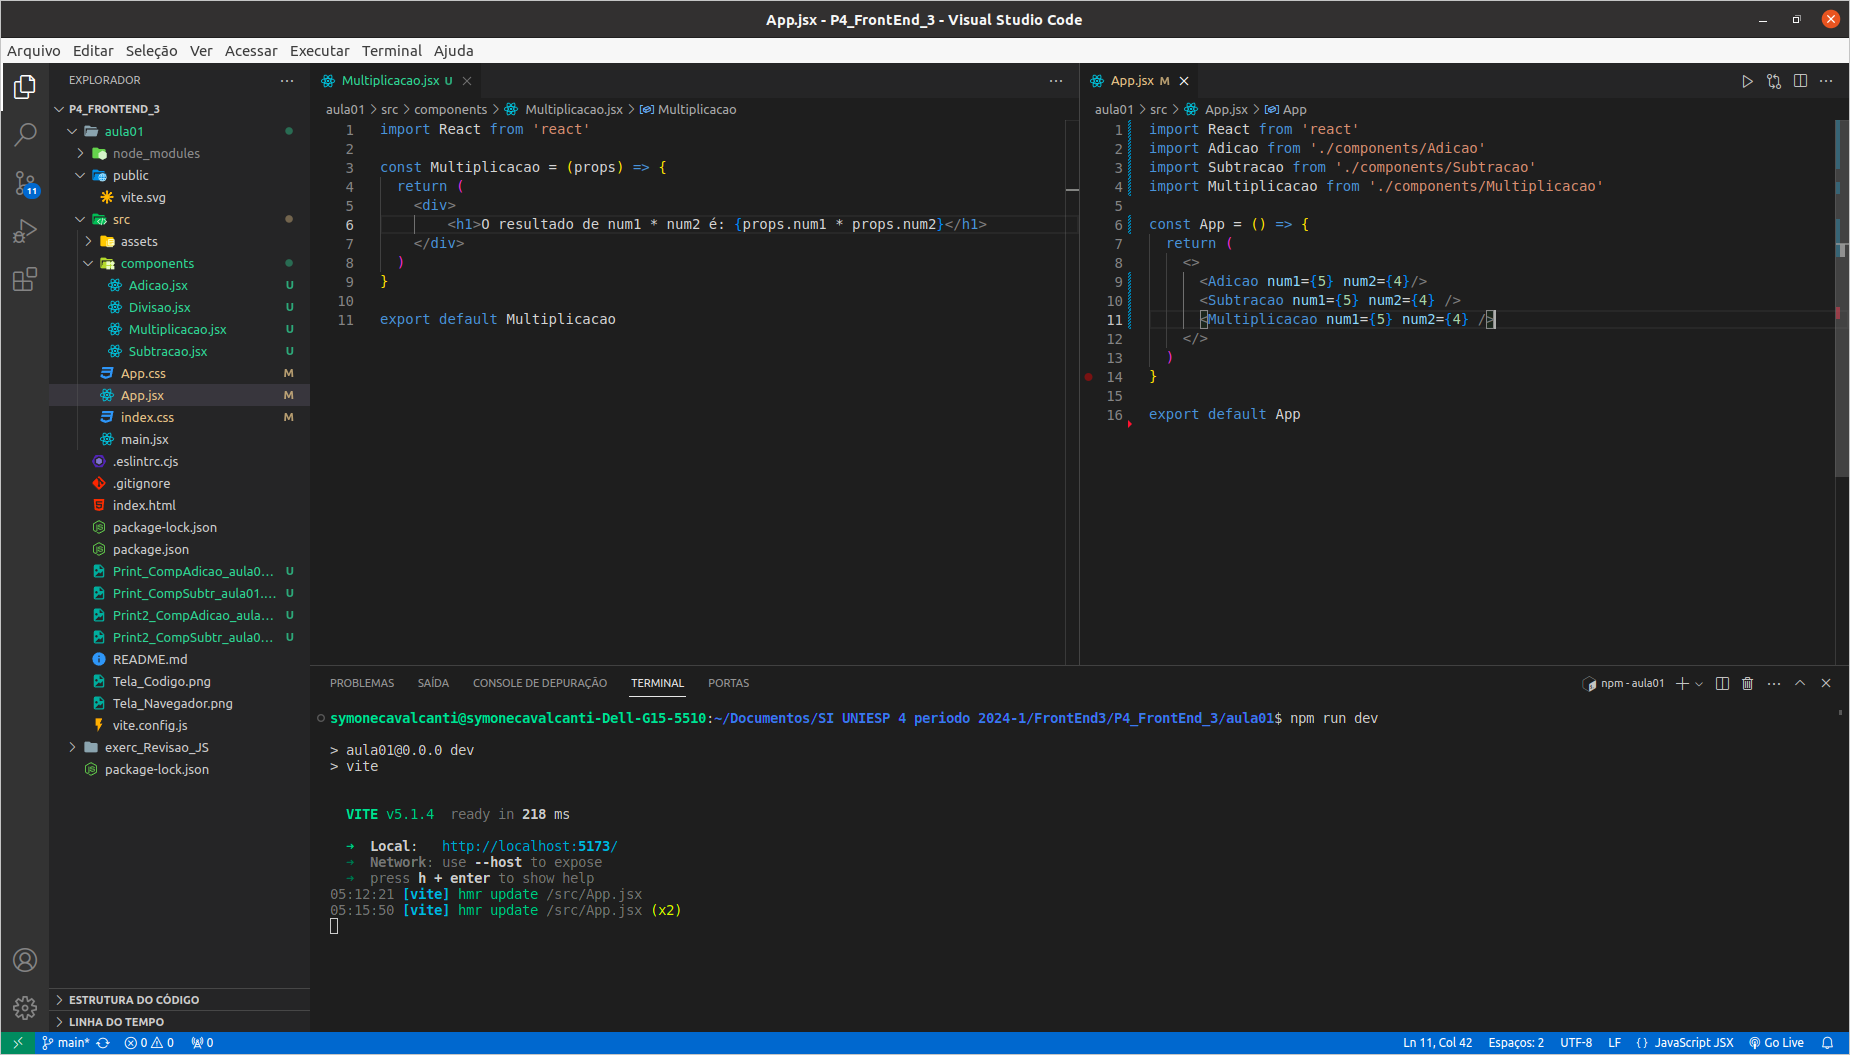 App.jsx - P4_FrontEnd_3 - Visual Studio Code
Arquivo Editar Seleção Ver Acessar Executar Terminal Ajuda
EXPLORADOR
P4_FRONTEND_3
aula01
node_modules
public
vite.svg
src
assets
components
Adicao.jsx U
Divisao.jsx U
Multiplicacao.jsx U
Subtracao.jsx U
App.css M
App.jsx M
index.css M
main.jsx
.eslintrc.cjs
.gitignore
index.html
package-lock.json
package.json
Print_CompAdicao_aula0... U
Print_CompSubtr_aula01.... U
Print2_CompAdicao_aula... U
Print2_CompSubtr_aula0... U
README.md
Tela_Codigo.png
Tela_Navegador.png
vite.config.js
exerc_Revisao_JS
package-lock.json
ESTRUTURA DO CÓDIGO
LINHA DO TEMPO
11
Multiplicacao.jsx U
aula01 > src > components > Multiplicacao.jsx > Multiplicacao
1 import React from 'react'
2
3 const Multiplicacao = (props) => {
4 return (
5 <div>
6 <h1>O resultado de num1 * num2 é: {props.num1 * props.num2}</h1>
7 </div>
8 )
9 }
10
11 export default Multiplicacao
App.jsx M
aula01 > src > App.jsx > App
1 import React from 'react'
2 import Adicao from './components/Adicao'
3 import Subtracao from './components/Subtracao'
4 import Multiplicacao from './components/Multiplicacao'
5
6 const App = () => {
7 return (
8 <>
9 <Adicao num1={5} num2={4}/>
10 <Subtracao num1={5} num2={4} />
11 <Multiplicacao num1={5} num2={4} />
12 </>
13 )
14 }
15
16 export default App
PROBLEMAS SAÍDA CONSOLE DE DEPURAÇÃO TERMINAL PORTAS
npm - aula01
symonecavalcanti@symonecavalcanti-Dell-G15-5510:~/Documentos/SI UNIESP 4 periodo 2024-1/FrontEnd3/P4_FrontEnd_3/aula01$ npm run dev
> aula01@0.0.0 dev
> vite
VITE v5.1.4 ready in 218 ms
➜ Local: http://localhost:5173/
➜ Network: use --host to expose
➜ press h + enter to show help
05:12:21 [vite] hmr update /src/App.jsx
05:15:50 [vite] hmr update /src/App.jsx (x2)
main* 0 0 0
Ln 11, Col 42 Espaços: 2 UTF-8 LF {} JavaScript JSX Go Live